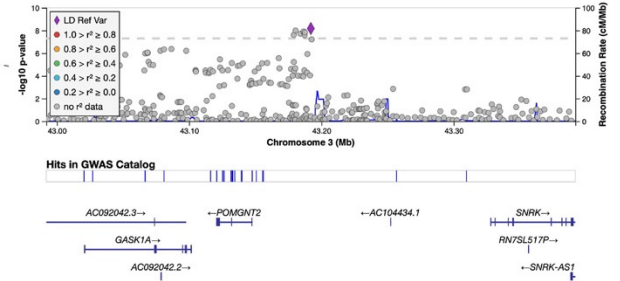 10
8
6
4
2
0
-log10 p-value
LD Ref Var
1.0 > r² ≥ 0.8
0.8 > r² ≥ 0.6
0.6 > r² ≥ 0.4
0.4 > r² ≥ 0.2
0.2 > r² ≥ 0.0
no r² data
100
80
60
40
20
0
Recombination Rate (cM/Mb)
43.00 43.10 43.20 43.30
Chromosome 3 (Mb)
Hits in GWAS Catalog
AC092042.3→ ←POMGNT2 ←AC104434.1 SNRK→
GASK1A→ RN7SL517P→
AC092042.2→ ←SNRK-AS1